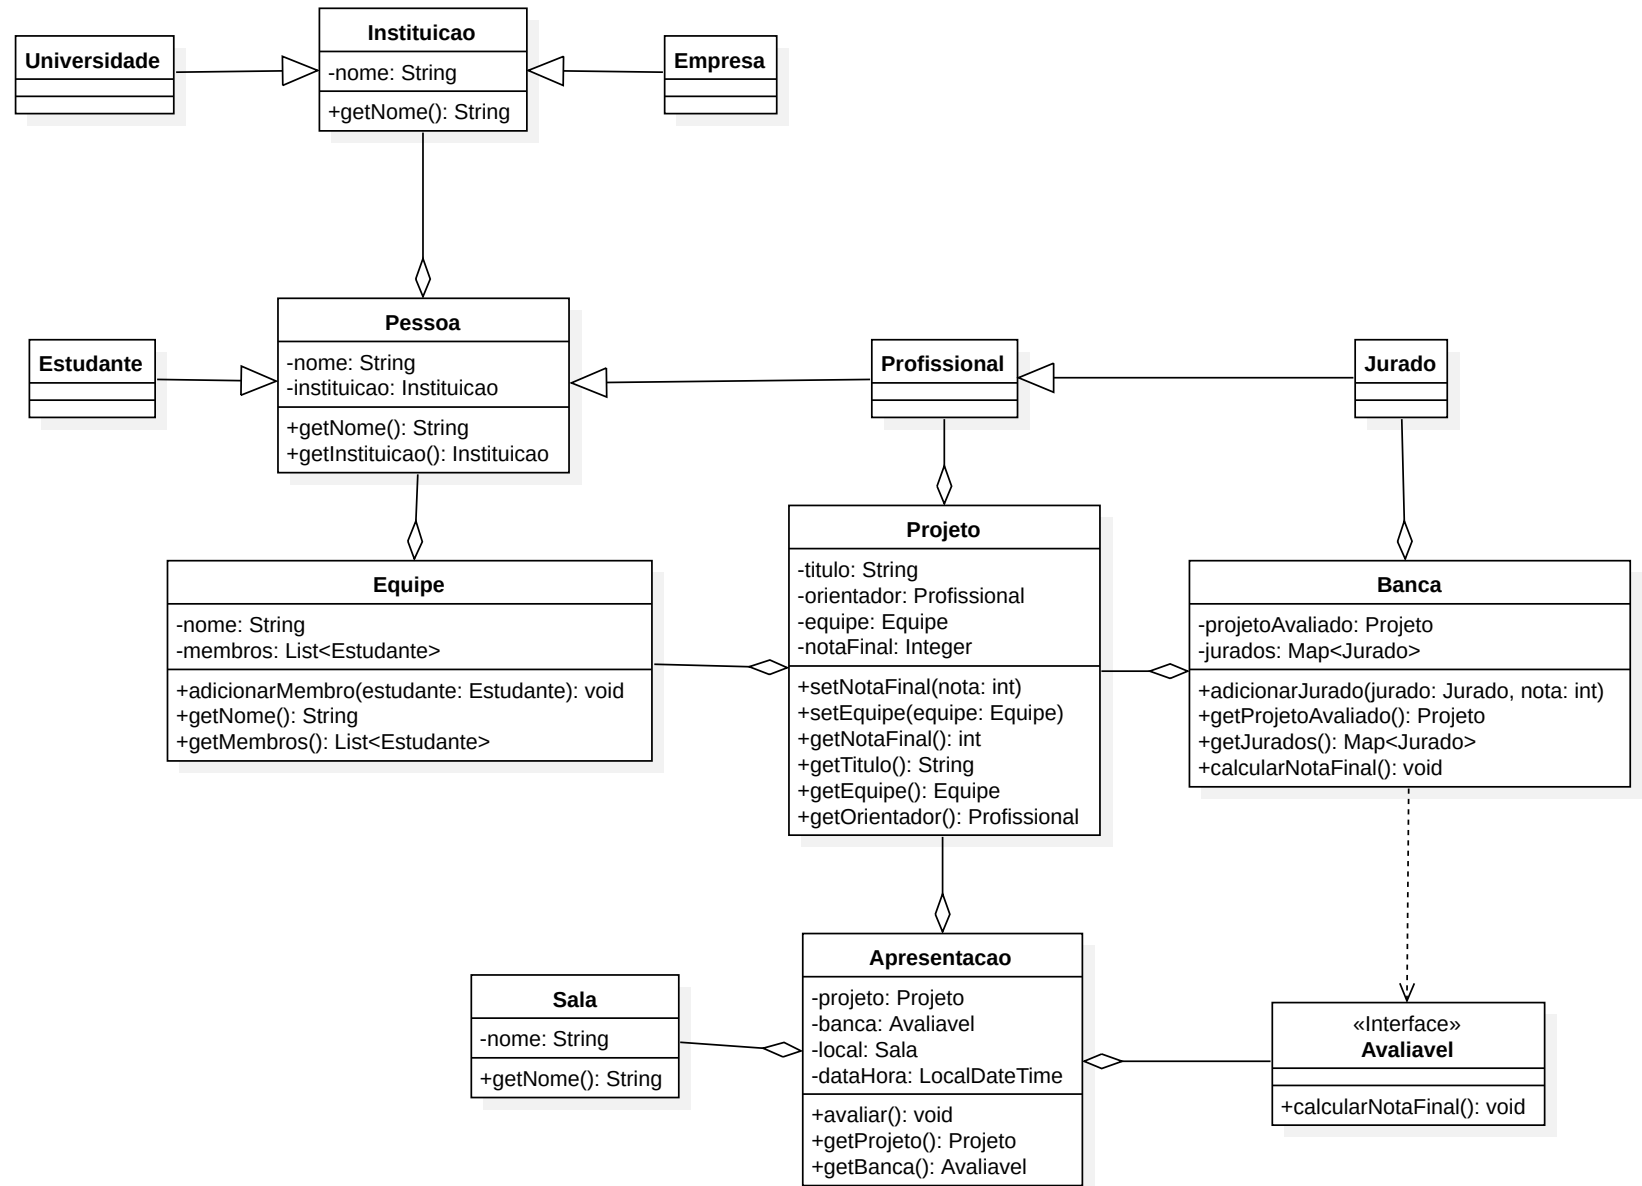 Universidade
Instituicao
-nome: String
+getNome(): String
Empresa
Estudante
Pessoa
-nome: String
-instituicao: Instituicao
+getNome(): String
+getInstituicao(): Instituicao
Profissional
Jurado
Equipe
-nome: String
-membros: List<Estudante>
+adicionarMembro(estudante: Estudante): void
+getNome(): String
+getMembros(): List<Estudante>
Projeto
-titulo: String
-orientador: Profissional
-equipe: Equipe
-notaFinal: Integer
+setNotaFinal(nota: int)
+setEquipe(equipe: Equipe)
+getNotaFinal(): int
+getTitulo(): String
+getEquipe(): Equipe
+getOrientador(): Profissional
Banca
-projetoAvaliado: Projeto
-jurados: Map<Jurado>
+adicionarJurado(jurado: Jurado, nota: int)
+getProjetoAvaliado(): Projeto
+getJurados(): Map<Jurado>
+calcularNotaFinal(): void
Sala
-nome: String
+getNome(): String
Apresentacao
-projeto: Projeto
-banca: Avaliavel
-local: Sala
-dataHora: LocalDateTime
+avaliar(): void
+getProjeto(): Projeto
+getBanca(): Avaliavel
«Interface»
Avaliavel
+calcularNotaFinal(): void